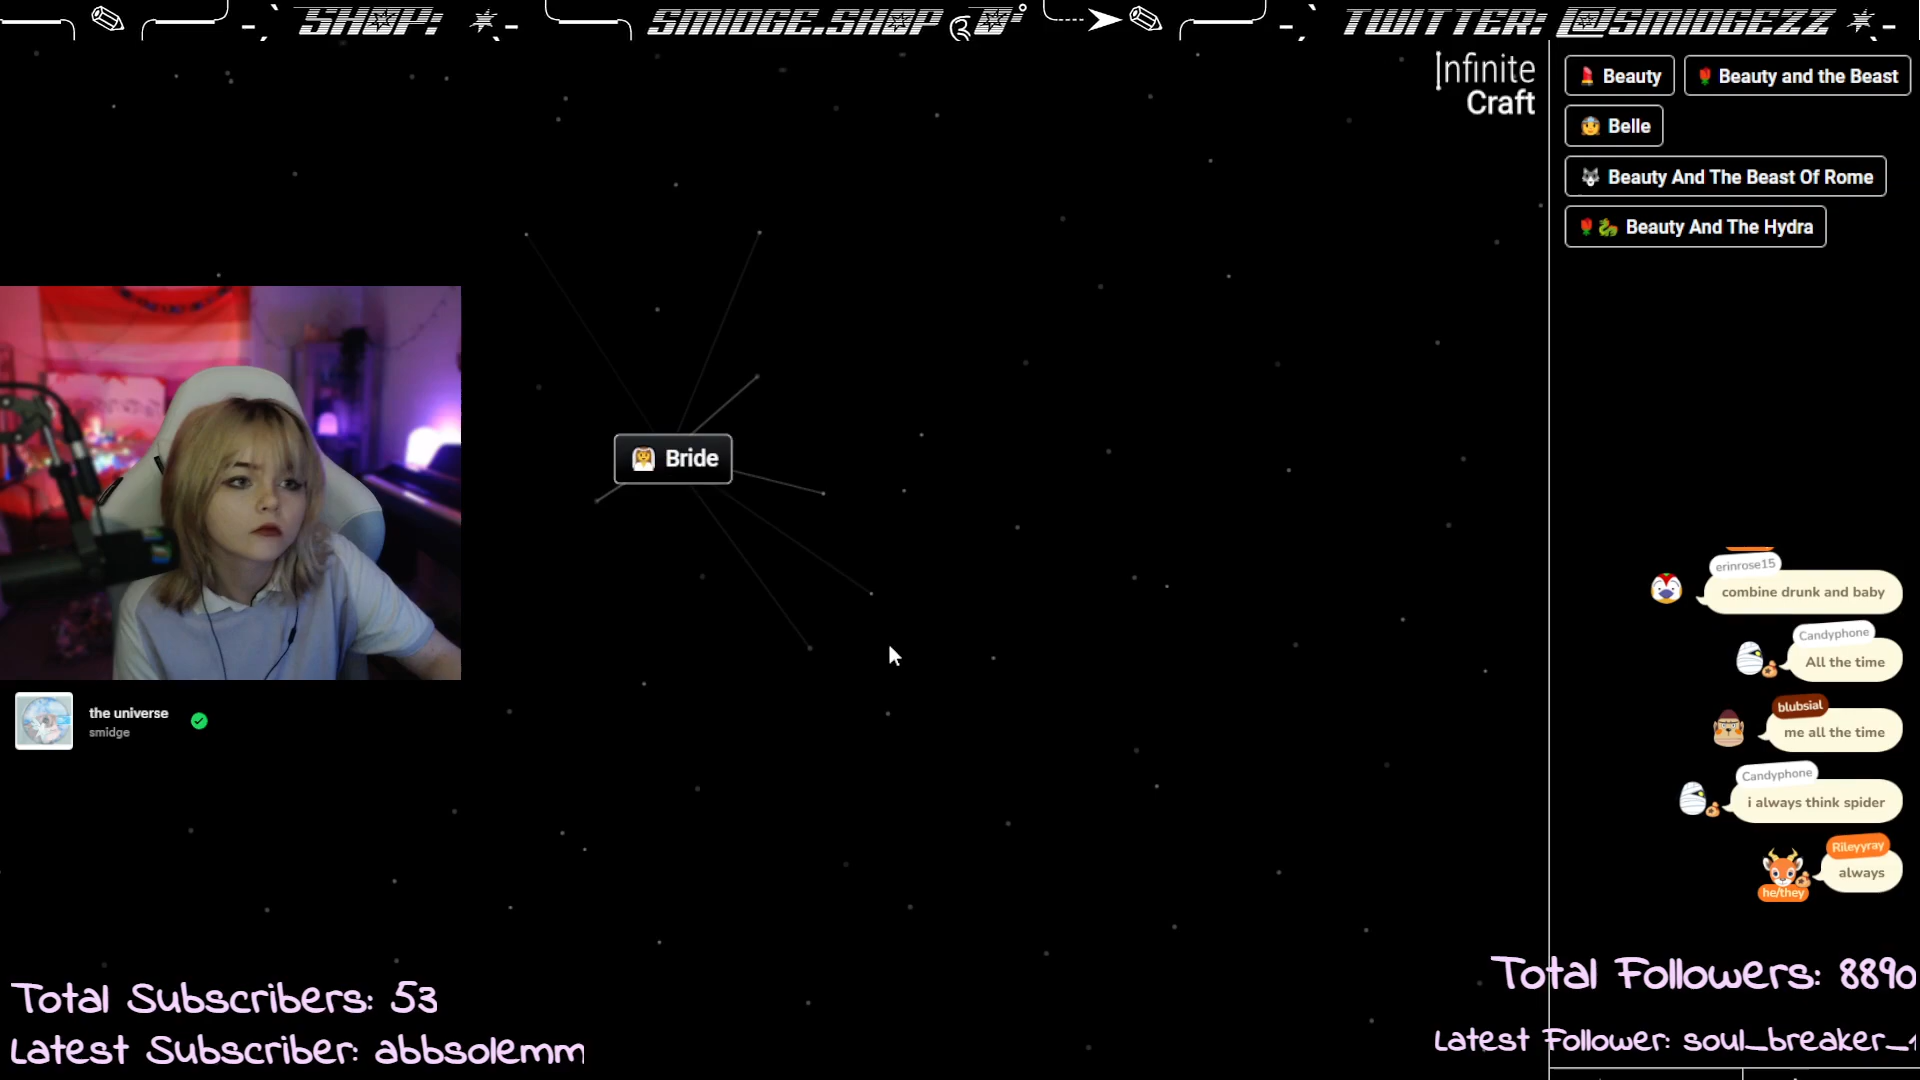 SHOP: SMIDGE.SHOP TWITTER: @SMIDGEZZ
Infinite
Craft
Beauty
Beauty and the Beast
Belle
Beauty And The Beast Of Rome
Beauty And The Hydra
Bride
erinrose15
combine drunk and baby
Candyphone
All the time
blubsial
me all the time
Candyphone
i always think spider
Rileyyray
always
he/they
the universe
smidge
Total Subscribers: 53
Latest Subscriber: abbsolemm
Total Followers: 8890
Latest Follower: soul_breaker_